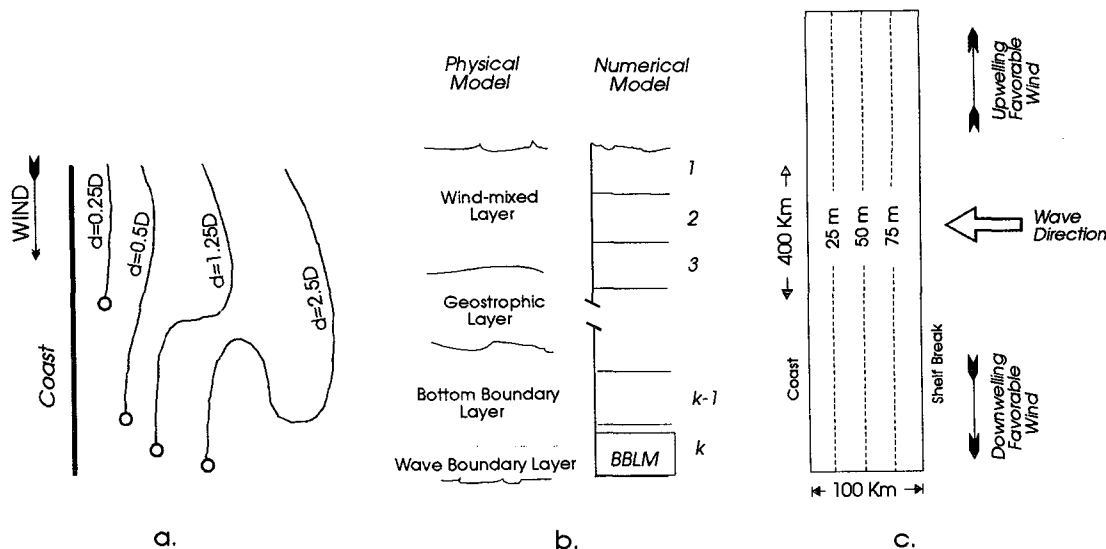 WIND
Coast
d=0.25D
d=0.5D
d=1.25D
d=2.5D
a.
Physical
Model
Numerical
Model
Wind-mixed
Layer
Geostrophic
Layer
Bottom Boundary
Layer
Wave Boundary Layer
1
2
3
k-1
k
BBLM
b.
400 Km
25 m
50 m
75 m
Coast
Shelf Break
100 Km
Upwelling
Favorable
Wind
Wave
Direction
Downwelling
Favorable
Wind
c.